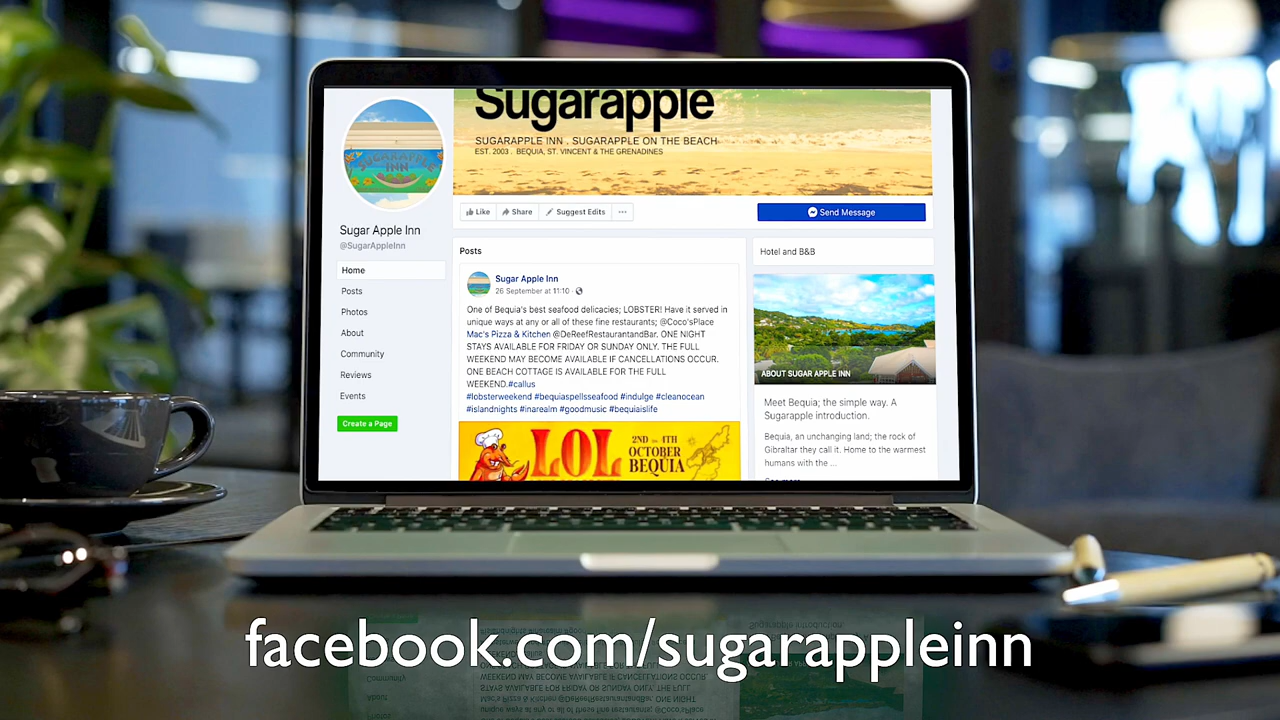 Sugarapple
SUGARAPPLE INN . SUGARAPPLE ON THE BEACH
EST. 2003 . BEQUIA, ST. VINCENT & THE GRENADINES
SUGARAPPLE
INN
Sugar Apple Inn
@SugarAppleInn
Home
Posts
Photos
About
Community
Reviews
Events
Create a Page
Like Share Suggest Edits ...
Send Message
Posts
Sugar Apple Inn
26 September at 11:10 ·
One of Bequia's best seafood delicacies; LOBSTER! Have it served in
unique ways at any or all of these fine restaurants; @Coco'sPlace
Mac's Pizza & Kitchen @DeReefRestaurantandBar. ONE NIGHT
STAYS AVAILABLE FOR FRIDAY OR SUNDAY ONLY. THE FULL
WEEKEND MAY BECOME AVAILABLE IF CANCELLATIONS OCCUR.
ONE BEACH COTTAGE IS AVAILABLE FOR THE FULL
WEEKEND.#callus
#lobsterweekend #bequiaspellsseafood #indulge #cleanocean
#islandnights #inarealm #goodmusic #bequiaislife
LOL
2ND TO 4TH
OCTOBER
BEQUIA
Hotel and B&B
ABOUT SUGAR APPLE INN
Meet Bequia; the simple way. A
Sugarapple introduction.
Bequia, an unchanging land; the rock of
Gibraltar they call it. Home to the warmest
humans with the ...
facebook.com/sugarappleinn